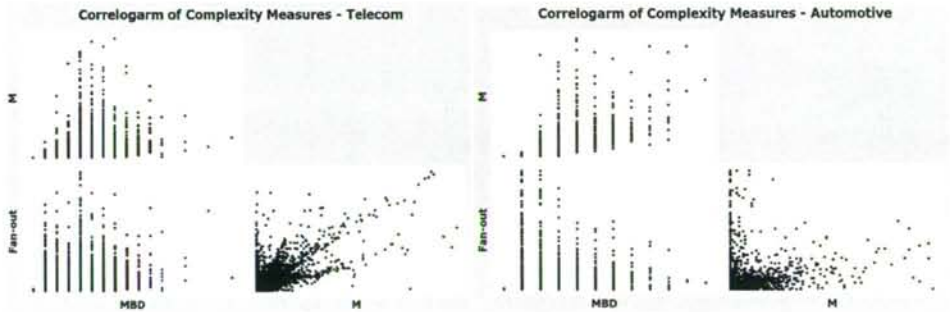 Correlogarm of Complexity Measures - Telecom
Correlogarm of Complexity Measures - Automotive
M
M
Fan-out
Fan-out
MBD
M
MBD
M